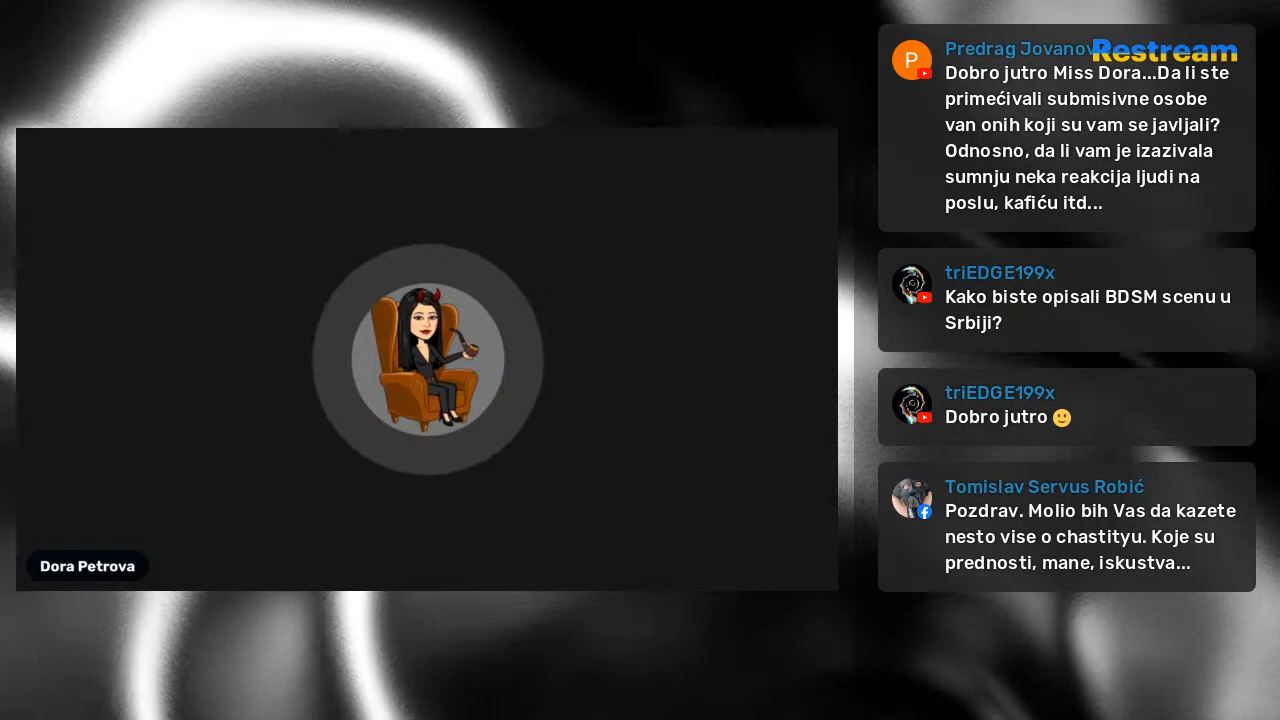 Predrag Jovanov
Restream
Dobro jutro Miss Dora...Da li ste
primećivali submisivne osobe
van onih koji su vam se javljali?
Odnosno, da li vam je izazivala
sumnju neka reakcija ljudi na
poslu, kafiću itd...
triEDGE199x
Kako biste opisali BDSM scenu u
Srbiji?
triEDGE199x
Dobro jutro 🙂
Tomislav Servus Robić
Pozdrav. Molio bih Vas da kazete
nesto vise o chastityu. Koje su
prednosti, mane, iskustva...
P
Dora Petrova